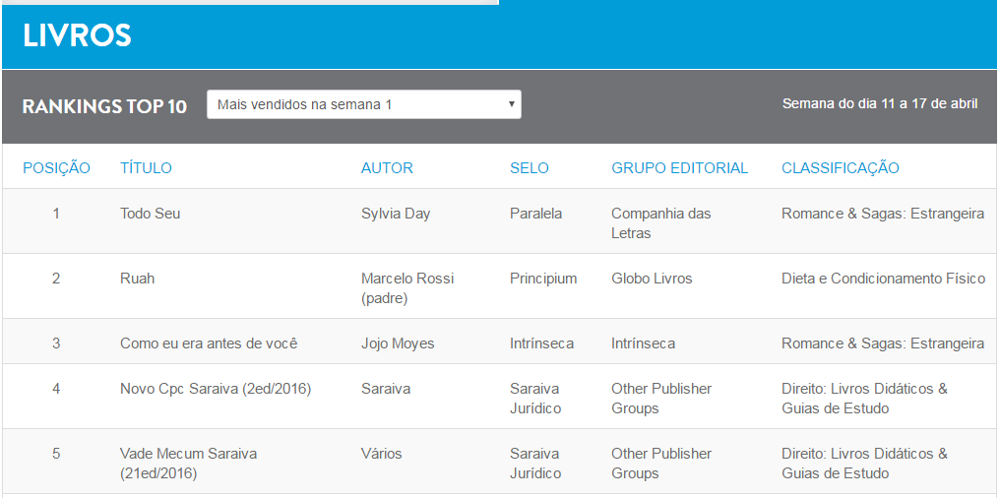 LIVROS
RANKINGS TOP 10 Mais vendidos na semana 1 Semana do dia 11 a 17 de abril
POSIÇÃO TÍTULO AUTOR SELO GRUPO EDITORIAL CLASSIFICAÇÃO
1 Todo Seu Sylvia Day Paralela Companhia das Romance & Sagas: Estrangeira
Letras
2 Ruah Marcelo Rossi Principium Globo Livros Dieta e Condicionamento Físico
(padre)
3 Como eu era antes de você Jojo Moyes Intrínseca Intrínseca Romance & Sagas: Estrangeira
4 Novo Cpc Saraiva (2ed/2016) Saraiva Saraiva Other Publisher Direito: Livros Didáticos &
Jurídico Groups Guias de Estudo
5 Vade Mecum Saraiva Vários Saraiva Other Publisher Direito: Livros Didáticos &
(21ed/2016) Jurídico Groups Guias de Estudo